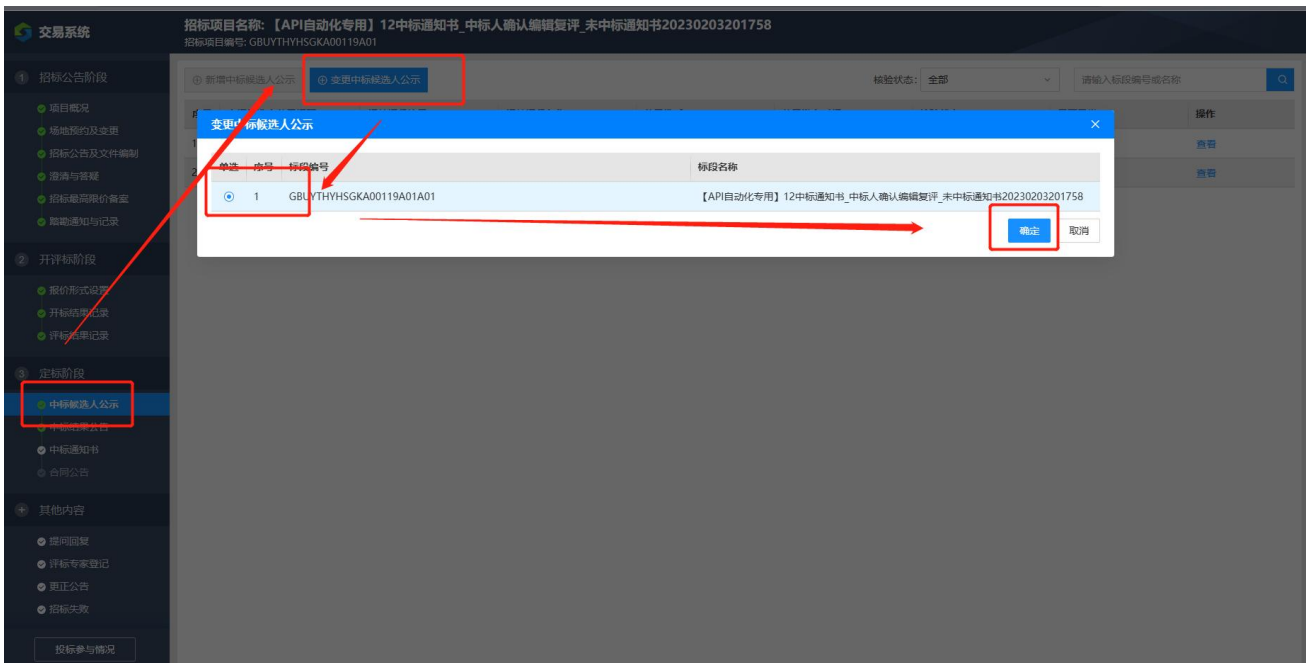 交易系统
招标项目名称: 【API自动化专用】12中标通知书_中标人确认编辑复评_未中标通知书20230203201758
招标项目编号: GBUYTHYHSGKA00119A01
1 招标公告阶段
项目概况
场地预约及变更
招标公告及文件编制
澄清与答疑
招标最高限价备案
踏勘通知与记录
2 开评标阶段
报价形式设置
开标结果记录
评标结果记录
3 定标阶段
中标候选人公示
中标结果公告
中标通知书
合同公告
其他内容
提问回复
评标专家登记
更正公告
招标失败
投标参与情况
新增中标候选人公示
变更中标候选人公示
核验状态: 全部
请输入标段编号或名称
操作
1
查看
2
查看
变更中标候选人公示
单选 序号 标段编号 标段名称
1 GBUYTHYHSGKA00119A01A01 【API自动化专用】12中标通知书_中标人确认编辑复评_未中标通知书20230203201758
确定 取消